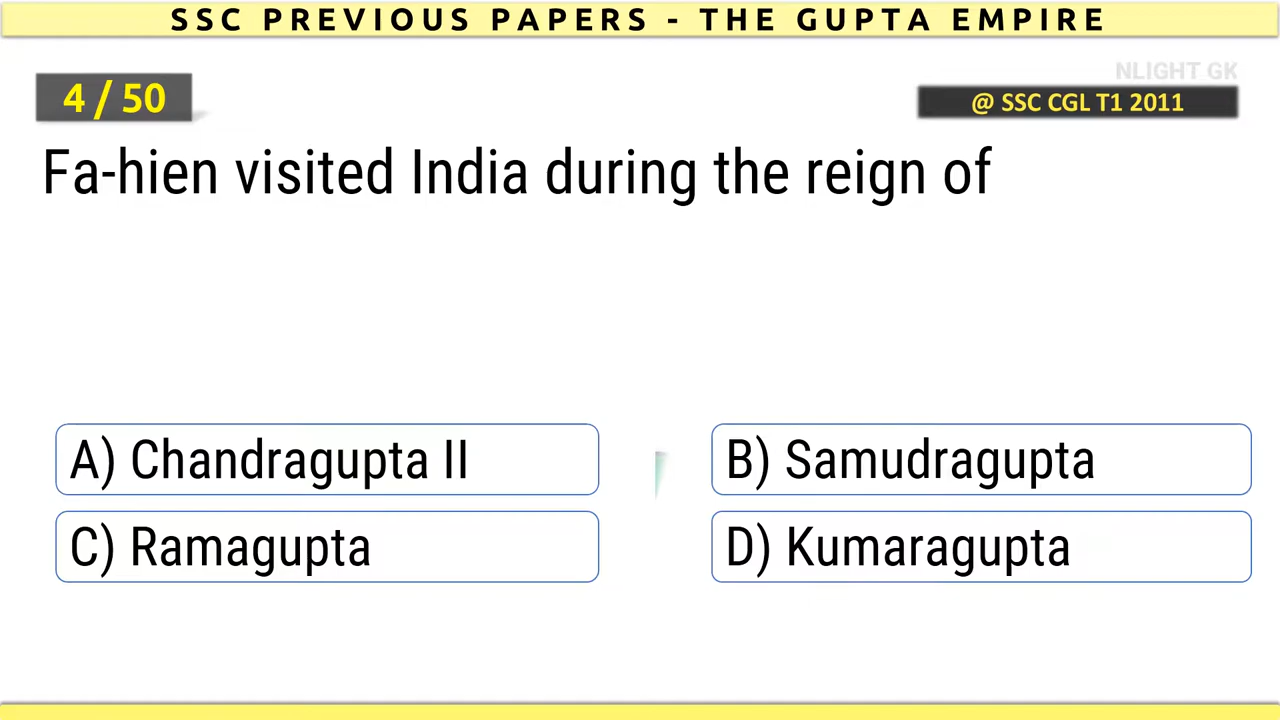 SSC PREVIOUS PAPERS - THE GUPTA EMPIRE
NLIGHT GK
4 / 50
@ SSC CGL T1 2011
Fa-hien visited India during the reign of
A) Chandragupta II
B) Samudragupta
C) Ramagupta
D) Kumaragupta